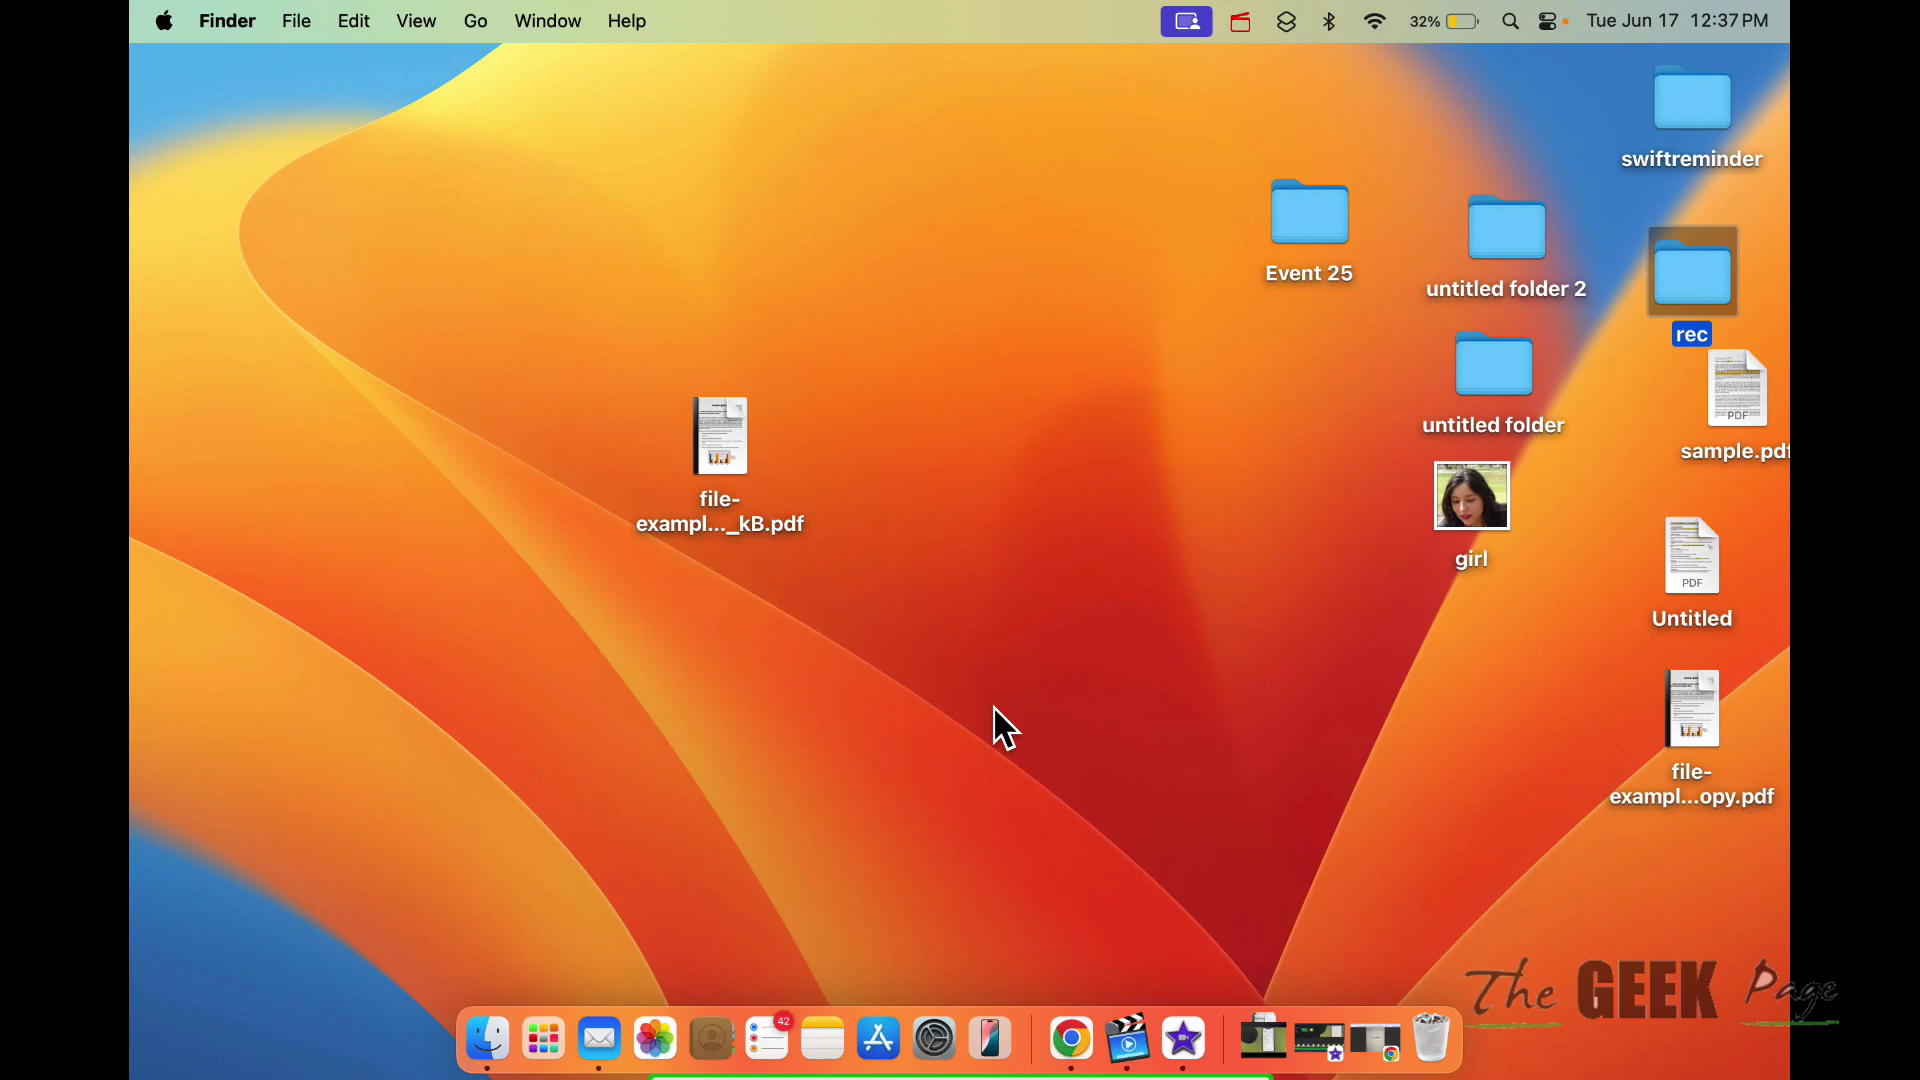 Finder File Edit View Go Window Help 32% Tue Jun 17 12:37 PM
swiftreminder
Event 25
untitled folder 2
rec
PDF
sample.pdf
untitled folder
file-
exampl..._kB.pdf
girl
PDF
Untitled
file-
exampl...opy.pdf
The GEEK Page
42